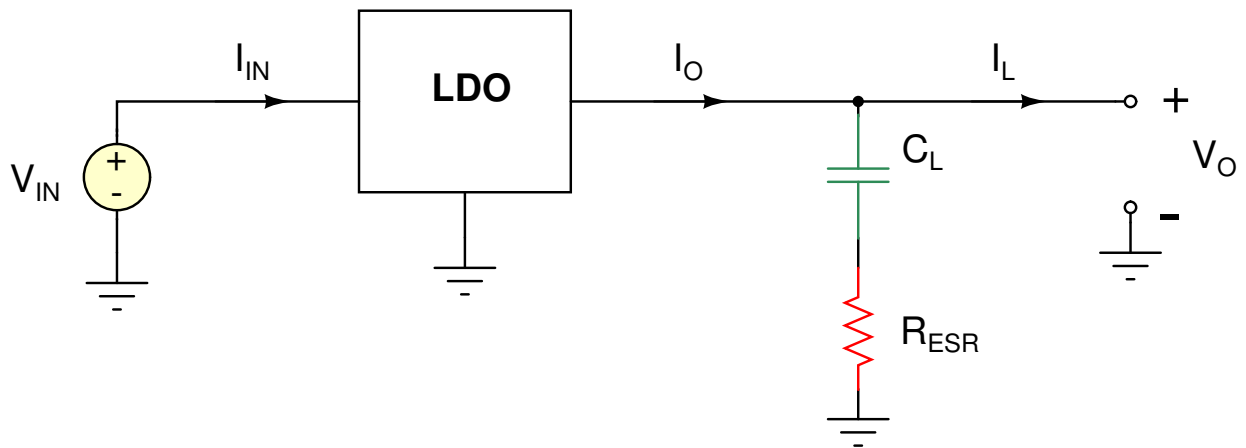 I_IN
LDO
I_O
I_L
+
V_IN
+
-
C_L
V_O
-
R_ESR